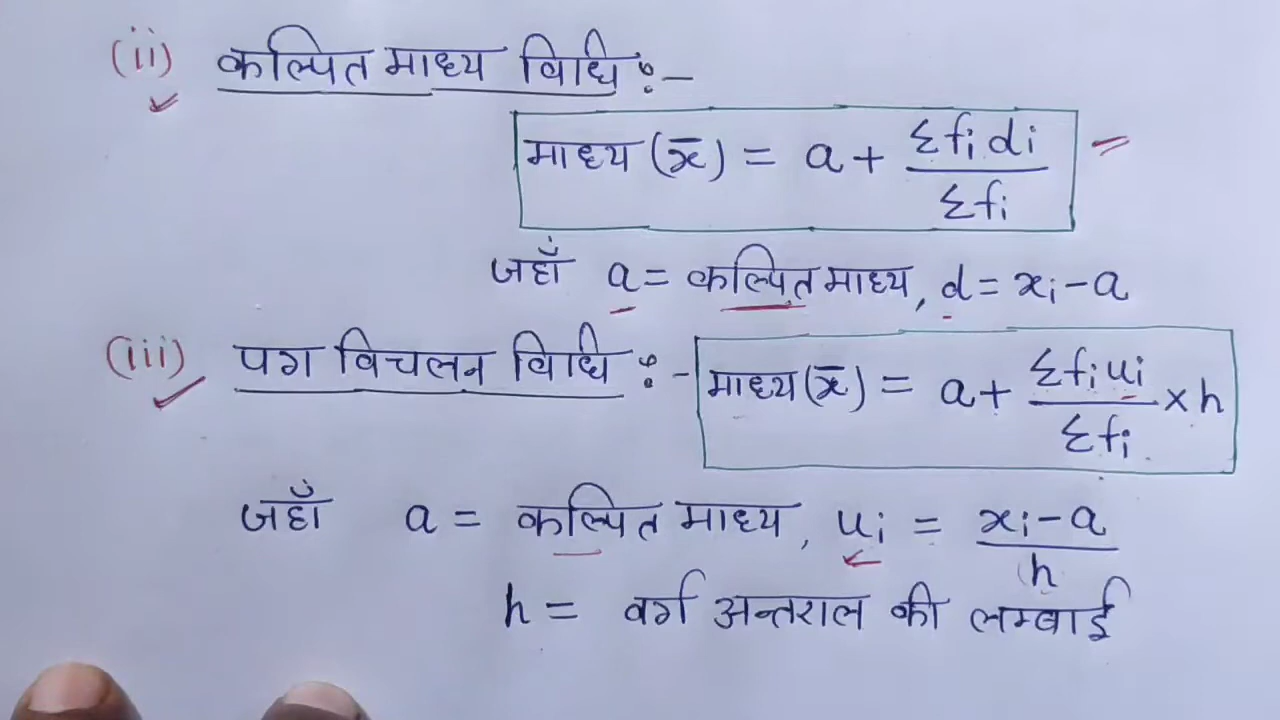 (ii) कल्पित माध्य विधि :-
माध्य (x̄) = a + Σfᵢdᵢ / Σfᵢ
जहाँ a = कल्पित माध्य, d = xᵢ - a
(iii) पग विचलन विधि :- माध्य (x̄) = a + Σfᵢuᵢ / Σfᵢ × h
जहाँ a = कल्पित माध्य, uᵢ = xᵢ - a / h
h = वर्ग अन्तराल की लम्बाई